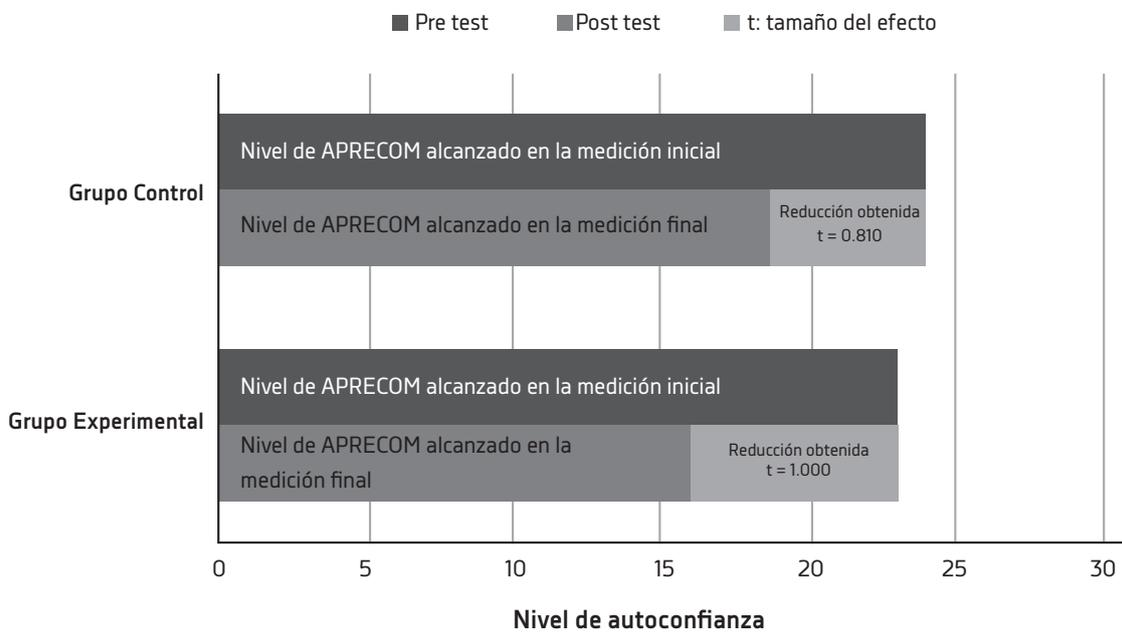 Pre test
Post test
t: tamaño del efecto
Grupo Control
Nivel de APRECOM alcanzado en la medición inicial
Nivel de APRECOM alcanzado en la medición final
Reducción obtenida
t = 0.810
Grupo Experimental
Nivel de APRECOM alcanzado en la medición inicial
Nivel de APRECOM alcanzado en la
medición final
Reducción obtenida
t = 1.000
0 5 10 15 20 25 30
Nivel de autoconfianza